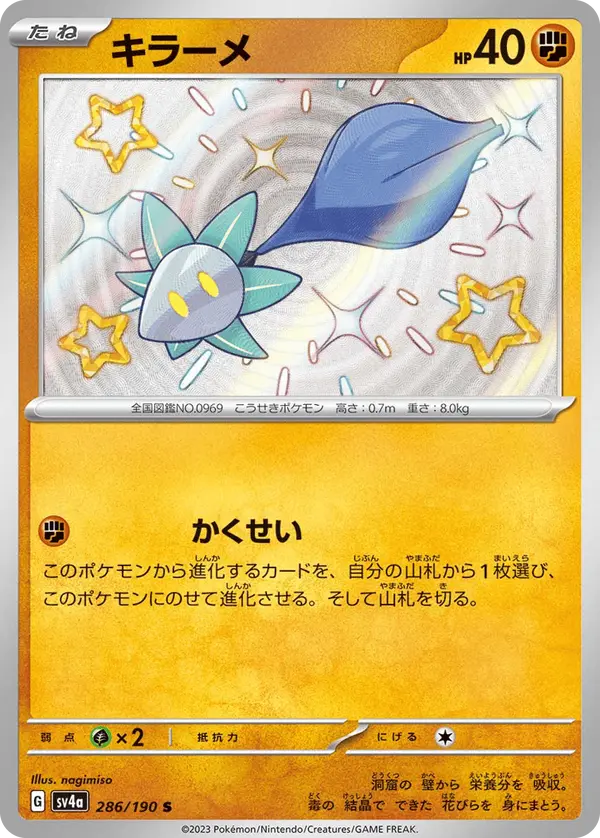 たね
キラーメ
HP40
全国図鑑NO.0969 こうせきポケモン 高さ:0.7m 重さ:8.0kg
かくせい
このポケモンから進化するカードを、自分の山札から1枚選び、
このポケモンにのせて進化させる。そして山札を切る。
弱点 ×2 抵抗力 にげる
Illus. nagimiso
G sv4a 286/190 S
洞窟の 壁から 栄養分を 吸収。
毒の 結晶で できた 花びらを 身にまとう。
©2023 Pokémon/Nintendo/Creatures/GAME FREAK.